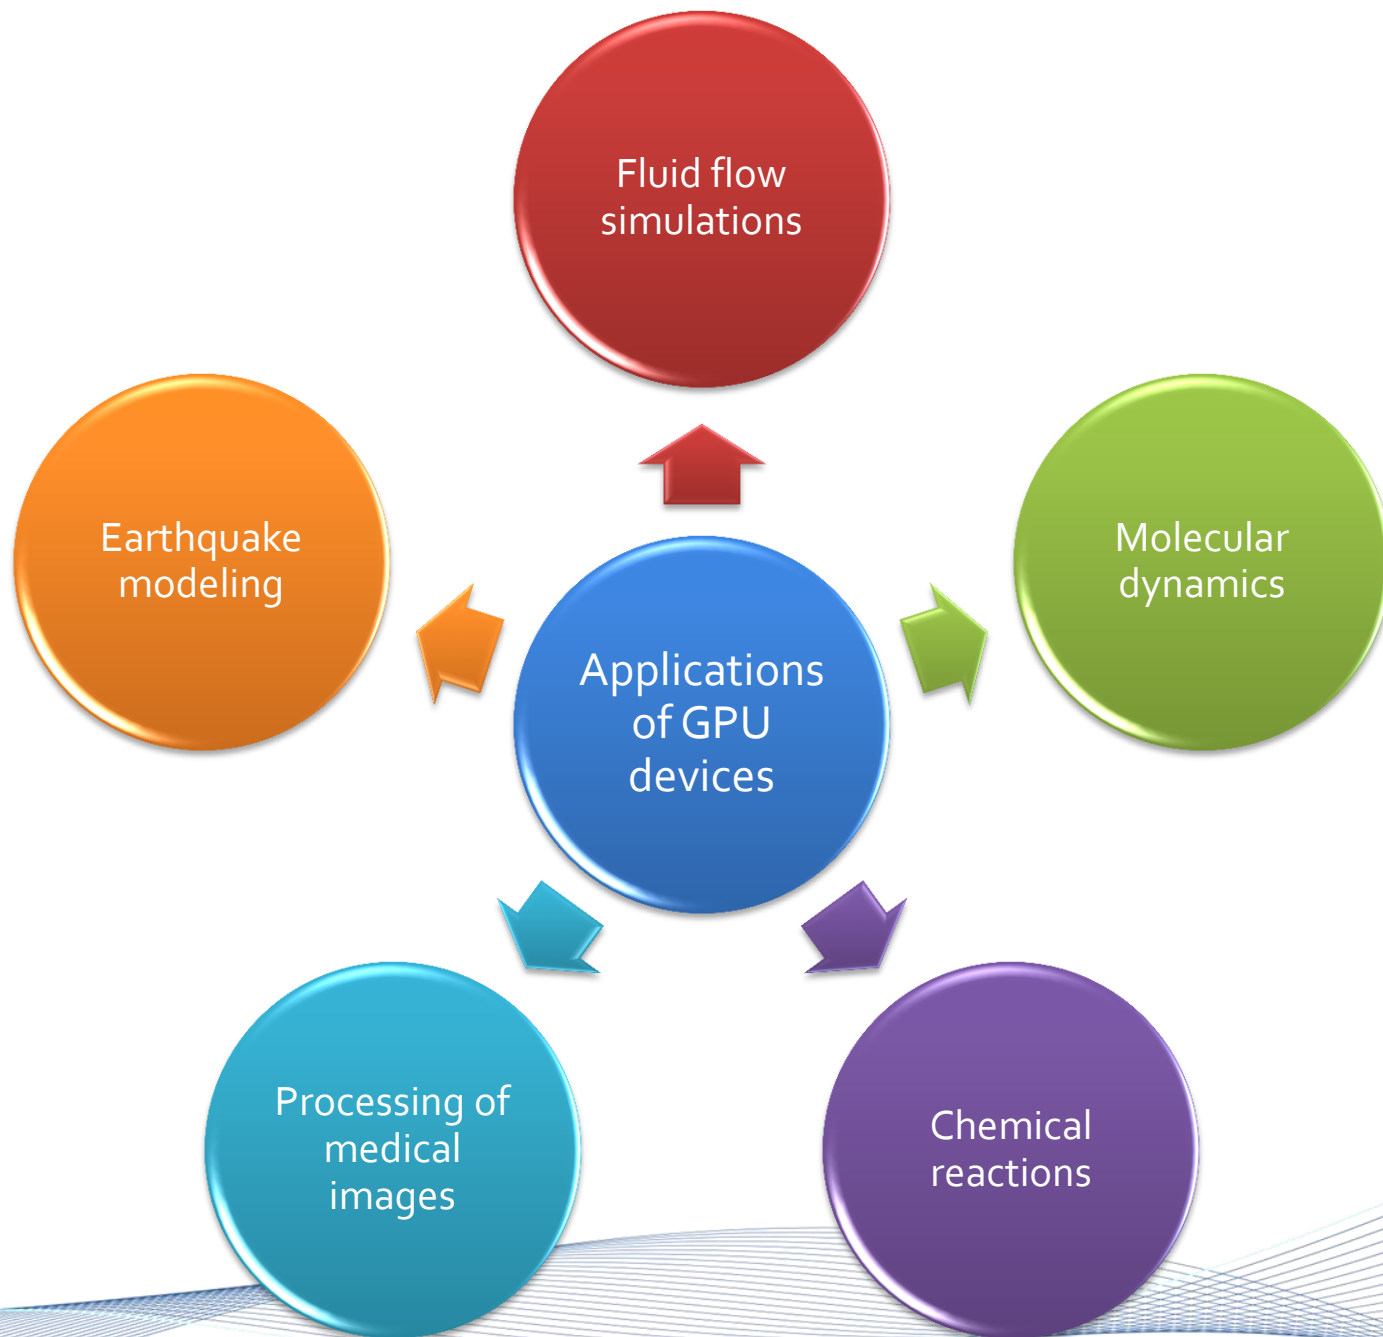 Fluid flow
simulations
Earthquake
modeling
Molecular
dynamics
Applications
of GPU
devices
Processing of
medical
images
Chemical
reactions